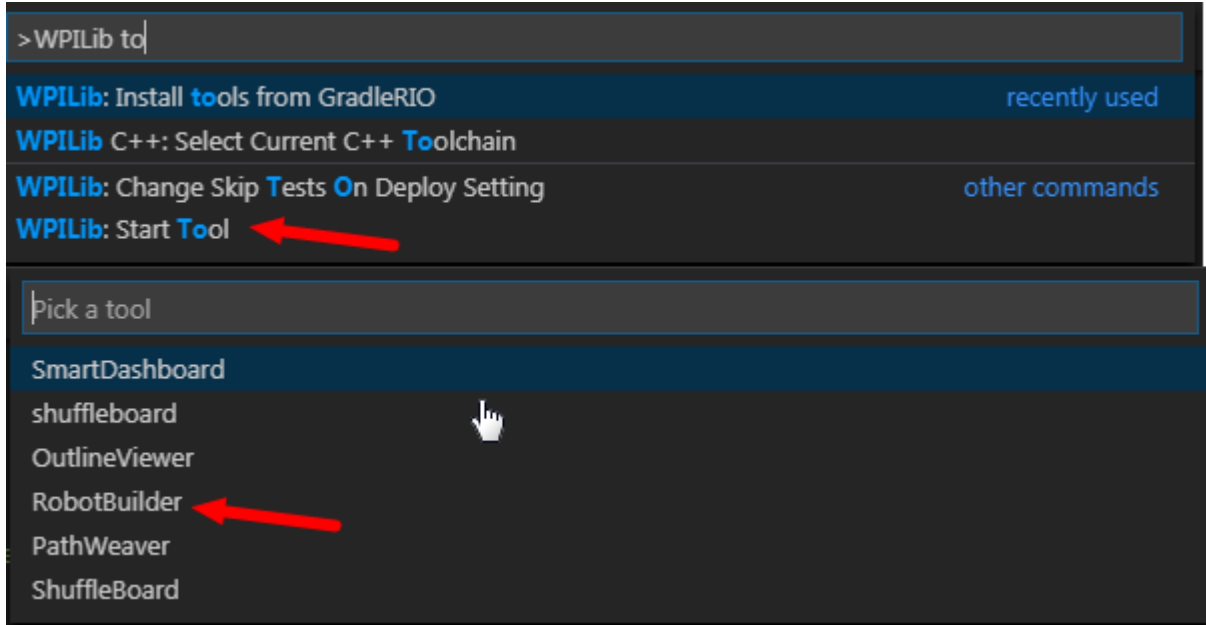 >WPILib to
WPILib: Install tools from GradleRIO recently used
WPILib C++: Select Current C++ Toolchain
WPILib: Change Skip Tests On Deploy Setting other commands
WPILib: Start Tool
Pick a tool
SmartDashboard
shuffleboard
OutlineViewer
RobotBuilder
PathWeaver
ShuffleBoard